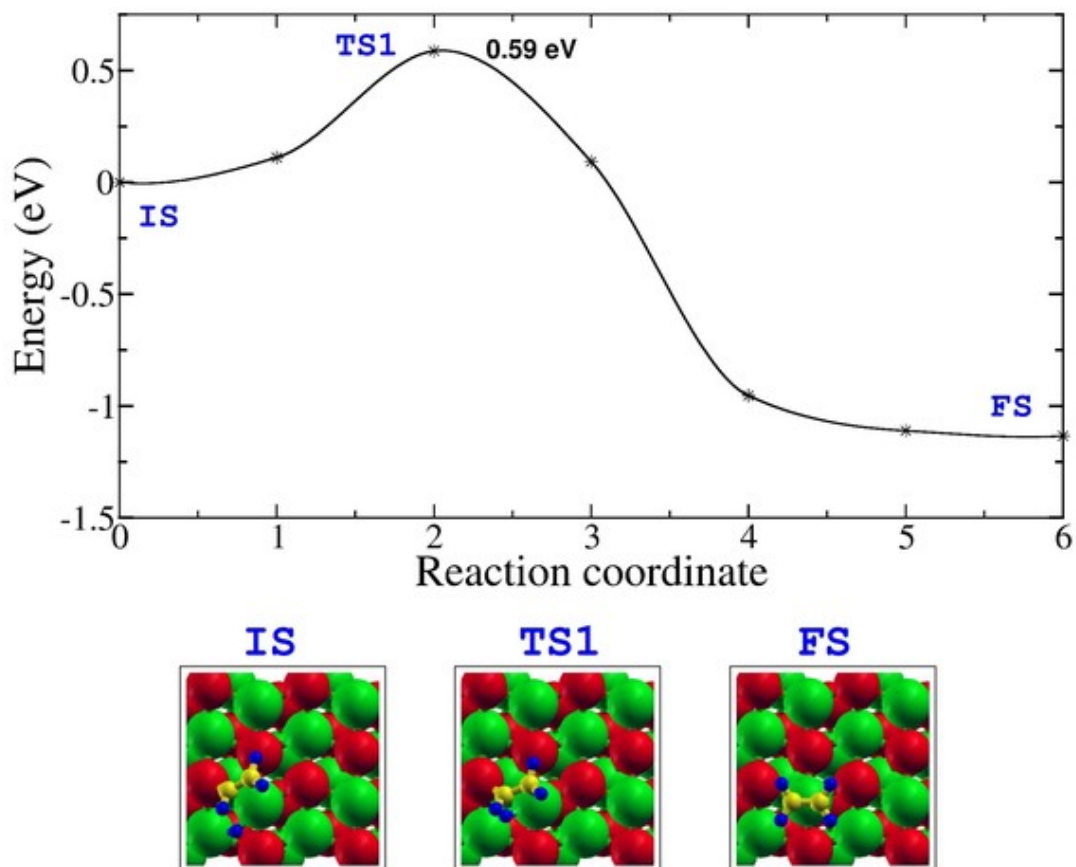 TS1
0.59 eV
0.5
0
IS
-0.5
-1
FS
-1.5
Energy (eV)
0 1 2 3 4 5 6
Reaction coordinate
IS TS1 FS